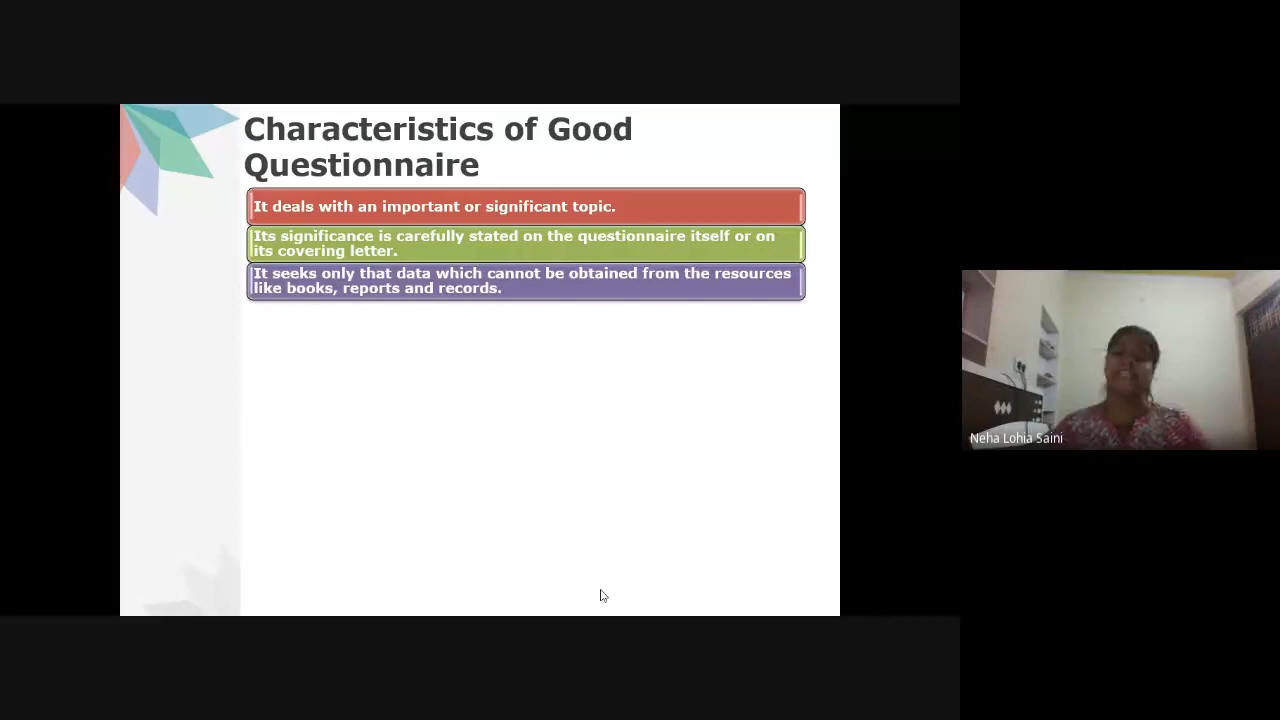 Characteristics of Good
Questionnaire
It deals with an important or significant topic.
Its significance is carefully stated on the questionnaire itself or on
its covering letter.
It seeks only that data which cannot be obtained from the resources
like books, reports and records.
Neha Lohia Saini